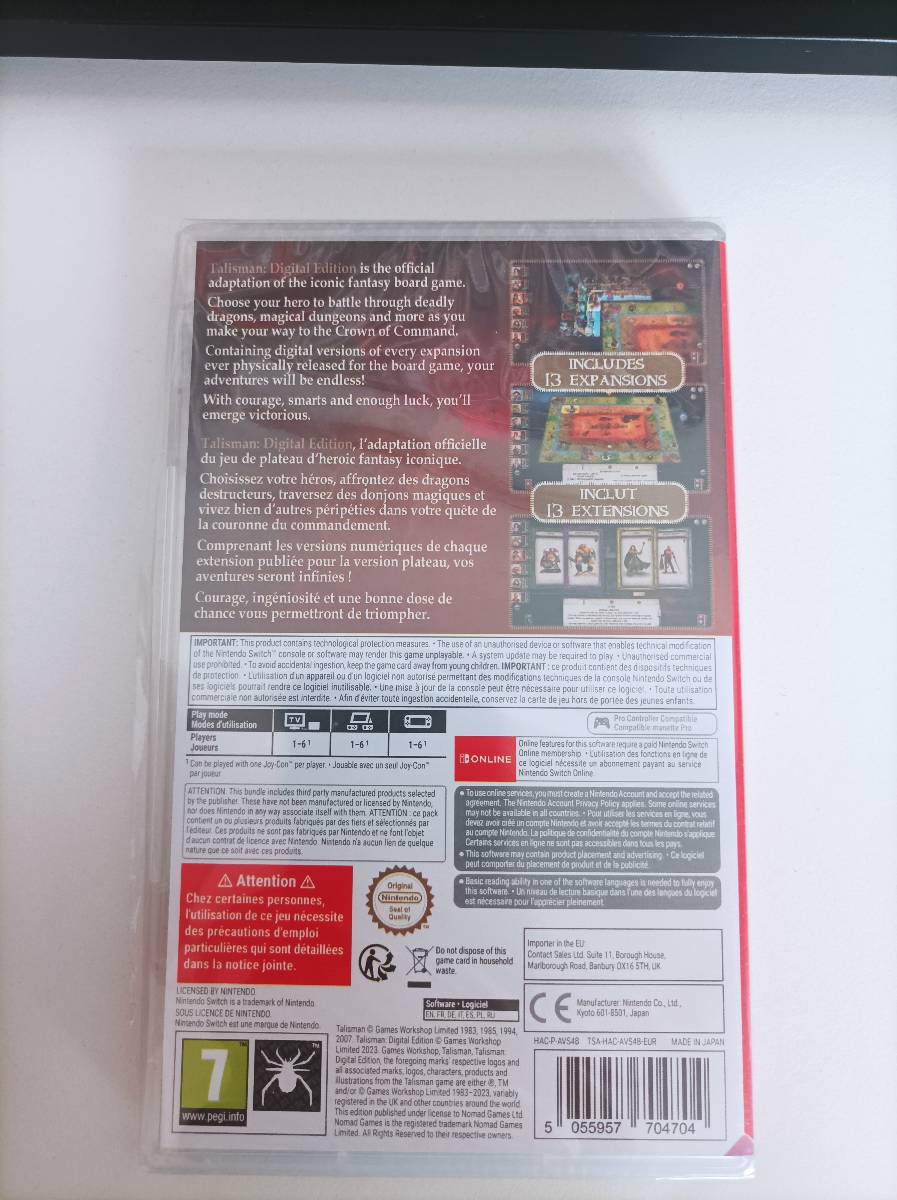 Talisman: Digital Edition is the official
adaptation of the iconic fantasy board game.
Choose your hero to battle through deadly
dragons, magical dungeons and more as you
make your way to the Crown of Command.
Containing digital versions of every expansion
ever physically released for the board game, your
adventures will be endless!
With courage, smarts and enough luck, you'll
emerge victorious.
Talisman: Digital Edition, l'adaptation officielle
du jeu de plateau d'heroic fantasy iconique.
Choisissez votre héros, affrontez des dragons
destructeurs, traversez des donjons magiques et
vivez bien d'autres péripéties dans votre quête de
la couronne du commandement.
Comprenant les versions numériques de chaque
extension publiée pour la version plateau, vos
aventures seront infinies !
Courage, ingéniosité et une bonne dose de
chance vous permettront de triompher.
INCLUDES
13 EXPANSIONS
INCLUT
13 EXTENSIONS
IMPORTANT: This product contains technological protection measures. • The use of an unauthorised device or software that enables technical modification
of the Nintendo Switch™ console or software may render this game unplayable. • A system update may be required to play. • Unauthorised commercial
use prohibited. • To avoid accidental ingestion, keep the game card away from young children. IMPORTANT : ce produit contient des dispositifs techniques
de protection. • L'utilisation d'un appareil ou d'un logiciel non autorisé permettant des modifications techniques de la console Nintendo Switch ou de
ses logiciels pourrait rendre ce logiciel inutilisable. • Une mise à jour de la console peut être nécessaire pour utiliser ce logiciel. • Toute utilisation
commerciale non autorisée est interdite. • Afin d'éviter toute ingestion accidentelle, conservez la carte de jeu hors de portée des jeunes enfants.
Play mode
Modes d'utilisation
TV
Players
Joueurs
1-6¹ 1-6¹ 1-6¹
¹ Can be played with one Joy-Con™ per player. • Jouable avec un seul Joy-Con™
par joueur
Pro Controller Compatible
Compatible manette Pro
ONLINE
Online features for this software require a paid Nintendo Switch
Online membership. • L'utilisation des fonctions en ligne de
ce logiciel nécessite un abonnement payant au service
Nintendo Switch Online.
ATTENTION: This bundle includes third party manufactured products selected
by the publisher. These have not been manufactured or licensed by Nintendo,
nor does Nintendo in any way associate itself with them. ATTENTION : ce pack
contient un ou plusieurs produits fabriqués par des tiers et sélectionnés par
l'éditeur. Ces produits ne sont pas fabriqués par Nintendo et ne font l'objet
d'aucun contrat de licence avec Nintendo. Nintendo n'a aucun lien de quelque
nature que ce soit avec ces produits.
• To use online services, you must create a Nintendo Account and accept the related
agreement. The Nintendo Account Privacy Policy applies. Some online services
may not be available in all countries. • Pour utiliser les services en ligne, vous
devez avoir créé un compte Nintendo et avoir accepté les termes du contrat relatif
au compte Nintendo. La politique de confidentialité du compte Nintendo s'applique
Certains services en ligne ne sont pas accessibles dans tous les pays.
• This software may contain product placement and advertising. • Ce logiciel
peut comporter du placement de produit et de la publicité.
• Basic reading ability in one of the software languages is needed to fully enjoy
this software. • Un niveau de lecture basique dans l'une des langues du logiciel
est nécessaire pour l'apprécier pleinement.
Attention
Chez certaines personnes,
l'utilisation de ce jeu nécessite
des précautions d'emploi
particulières qui sont détaillées
dans la notice jointe.
Original
Nintendo
Seal of
Quality
™
Do not dispose of this
game card in household
waste.
Importer in the EU:
Contact Sales Ltd. Suite 11, Borough House,
Marlborough Road, Banbury OX16 5TH, UK
LICENSED BY NINTENDO
Nintendo Switch is a trademark of Nintendo.
SOUS LICENCE DE NINTENDO
Nintendo Switch est une marque de Nintendo.
Software • Logiciel
EN, FR, DE, IT, ES, PL, RU
CE
Manufacturer: Nintendo Co., Ltd.,
Kyoto 601-8501, Japan
HAC-P-AVS4B TSA-HAC-AVS4B-EUR MADE IN JAPAN
7
www.pegi.info
Talisman © Games Workshop Limited 1983, 1985, 1994,
2007. Talisman: Digital Edition © Games Workshop
Limited 2023. Games Workshop, Talisman, Talisman:
Digital Edition, the foregoing marks' respective logos and
all associated marks, logos, characters, products and
illustrations from the Talisman game are either ®, TM
and/or © Games Workshop Limited 1983-2023, variably
registered in the UK and other countries around the world.
This edition published under license to Nomad Games Ltd.
Nomad Games is the registered trademark Nomad Games
Limited. All Rights Reserved to their respective owners.
5 055957 704704